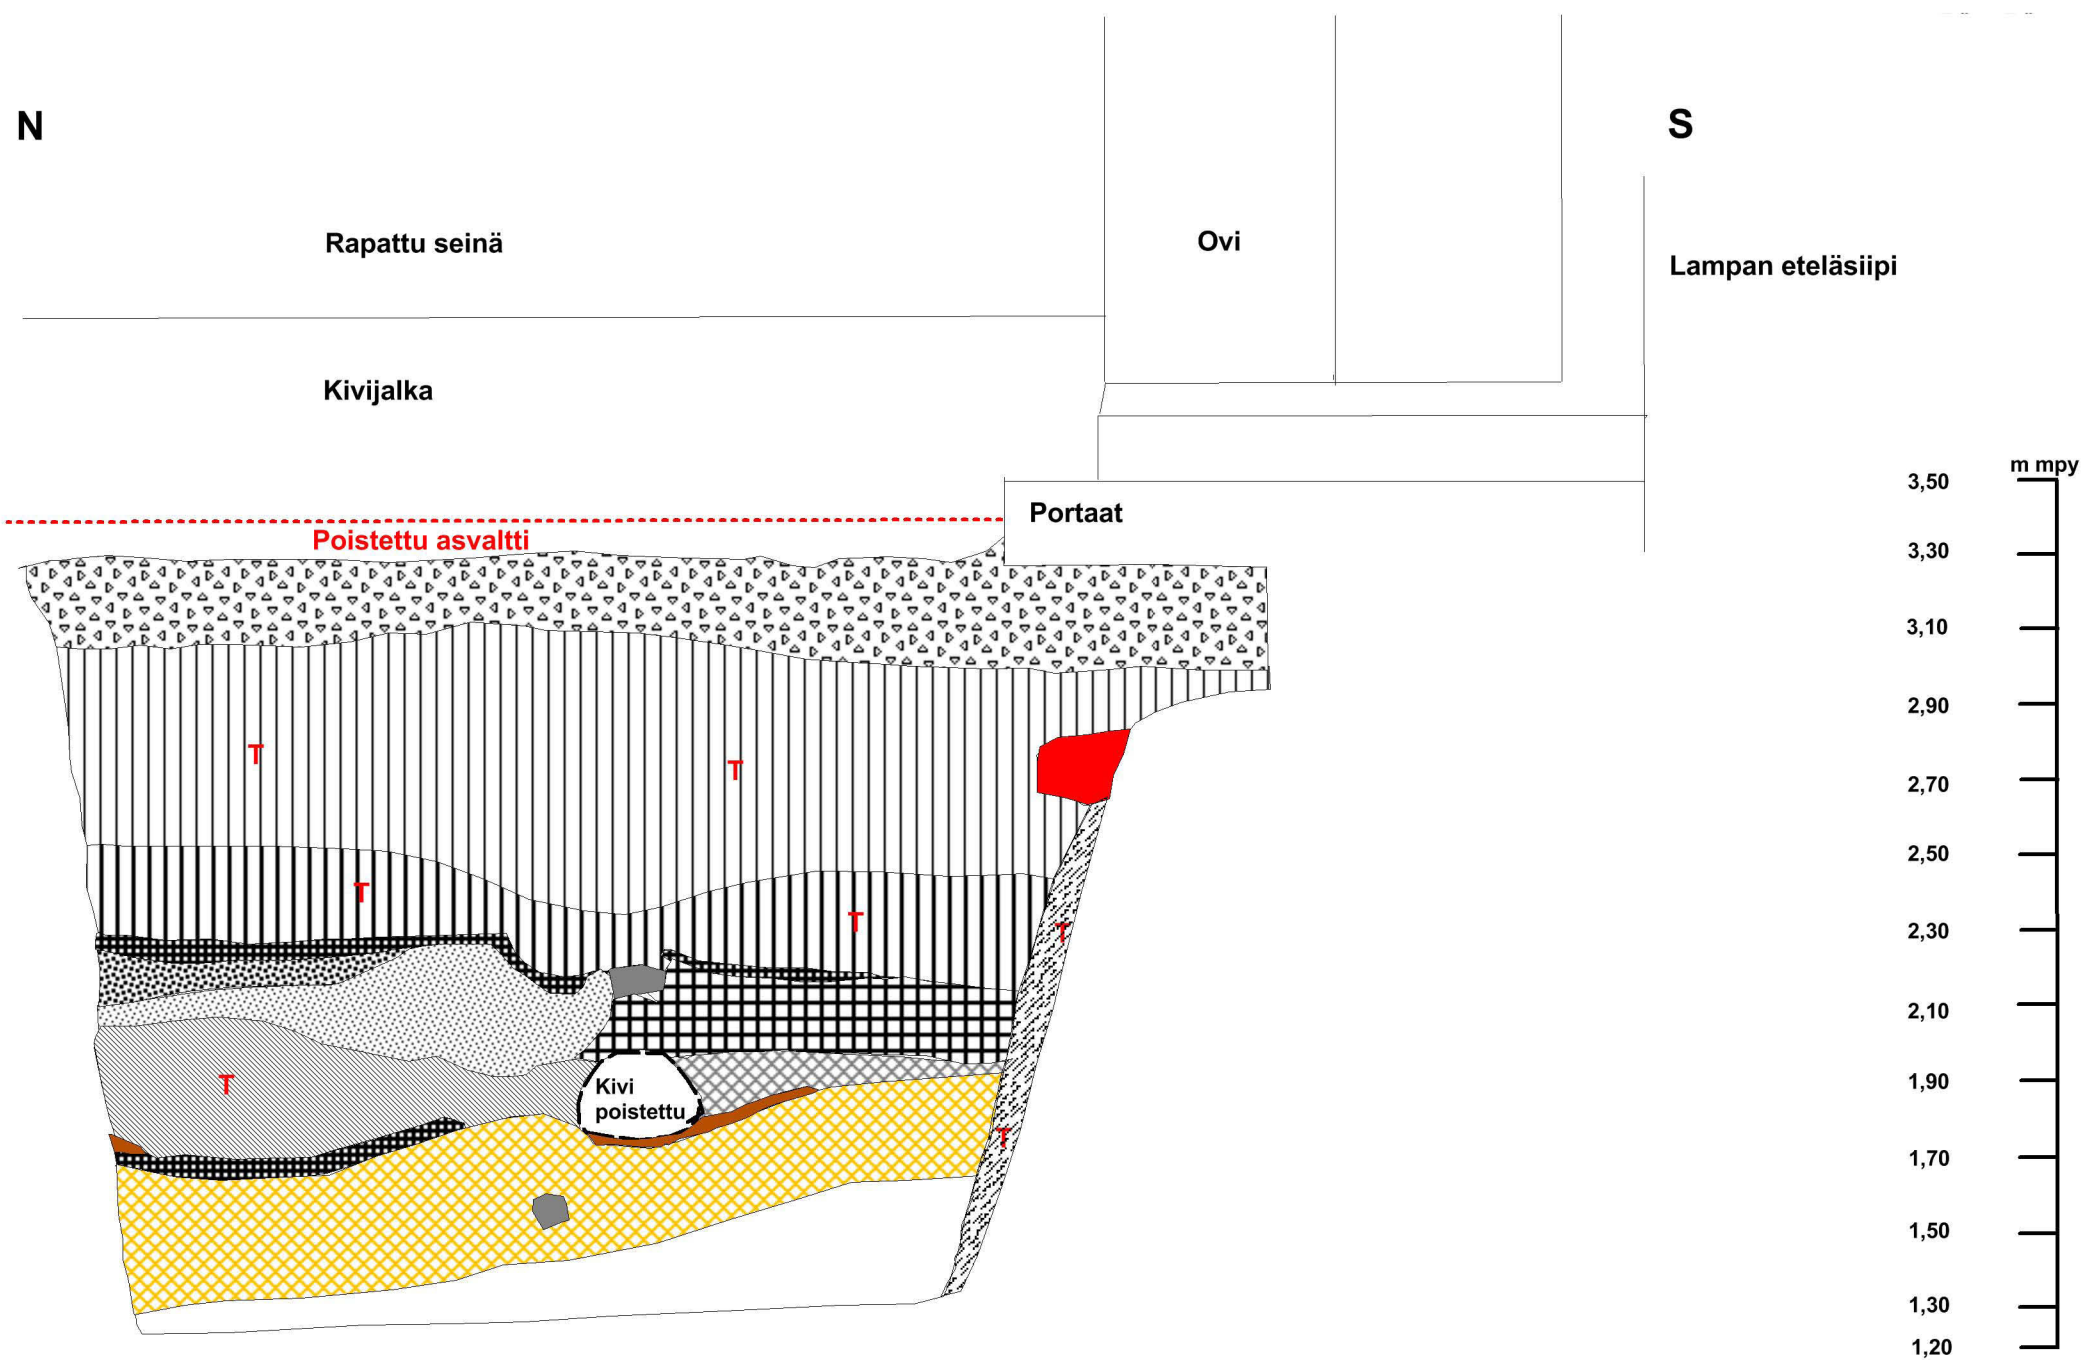 N
S
Rapattu seinä
Ovi
Lampan eteläsiipi
Kivijalka
m mpy
3,50
Portaat
Poistettu asvaltti
3,30
3,10
2,90
T
T
2,70
2,50
T
T
T
2,30
2,10
T
Kivi
poistettu
1,90
T
1,70
1,50
1,30
1,20